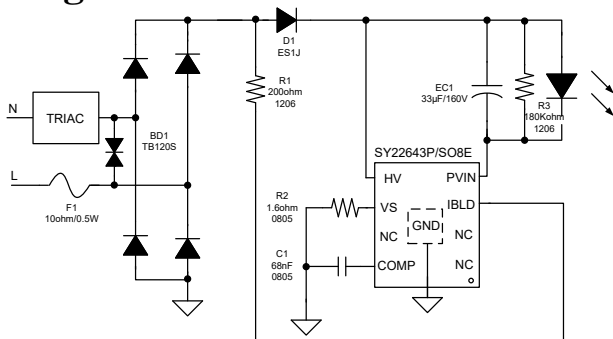 D1
ES1J
R1
200ohm
1206
EC1
33µF/160V
R3
180Kohm
1206
N
TRIAC
BD1
TB120S
L
F1
10ohm/0.5W
SY22643P/SO8E
HV
PVIN
R2
1.6ohm
0805
VS
IBLD
GND
NC
NC
C1
68nF
0805
COMP
NC